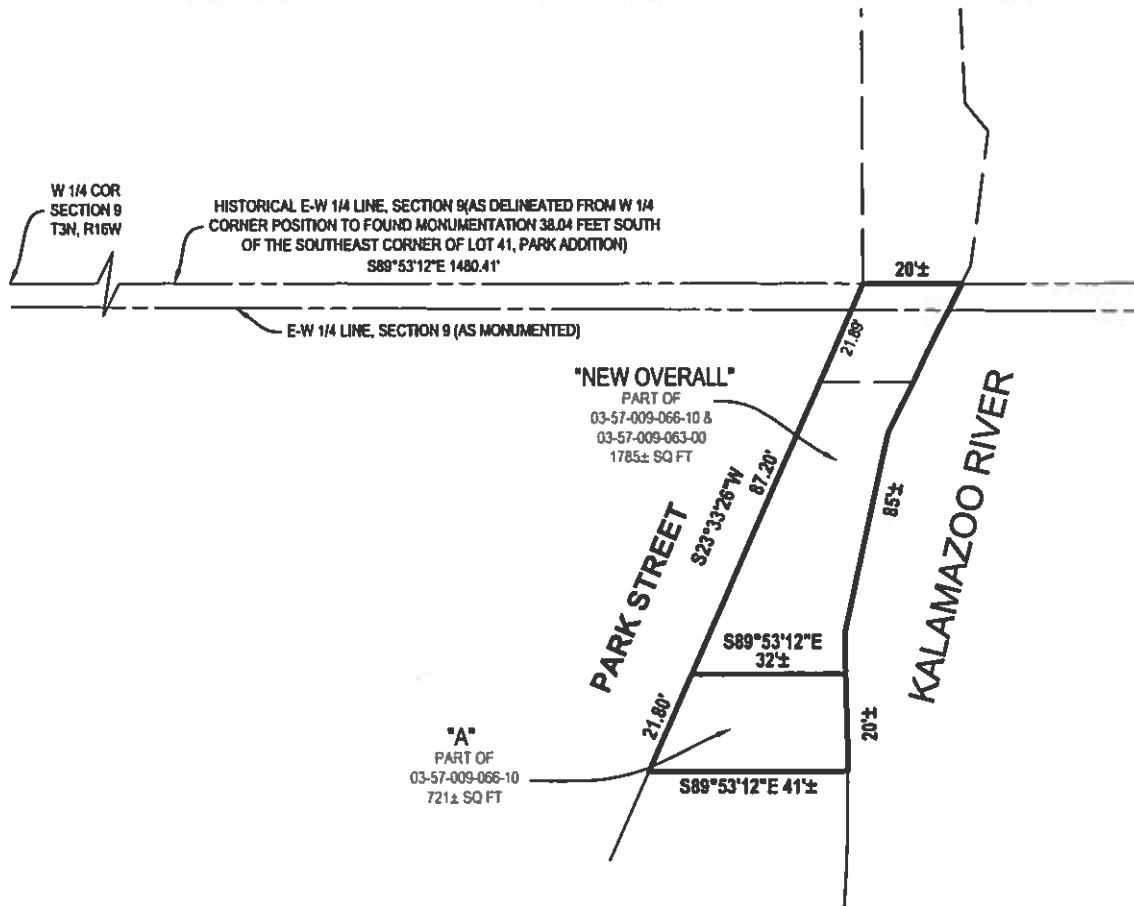 W 1/4 COR
SECTION 9
T3N, R16W
HISTORICAL E-W 1/4 LINE, SECTION 9(AS DELINEATED FROM W 1/4
CORNER POSITION TO FOUND MONUMENTATION 38.04 FEET SOUTH
OF THE SOUTHEAST CORNER OF LOT 41, PARK ADDITION)
S89°53'12"E 1480.41'
20'±
E-W 1/4 LINE, SECTION 9 (AS MONUMENTED)
21.89'
"NEW OVERALL"
PART OF
03-57-009-066-10 &
03-57-009-063-00
1785± SQ FT
S23°33'26"W
87.20'
85'±
KALAMAZOO RIVER
PARK STREET
S89°53'12"E
32'±
21.80'
20'±
"A"
PART OF
03-57-009-066-10
721± SQ FT
S89°53'12"E 41'±